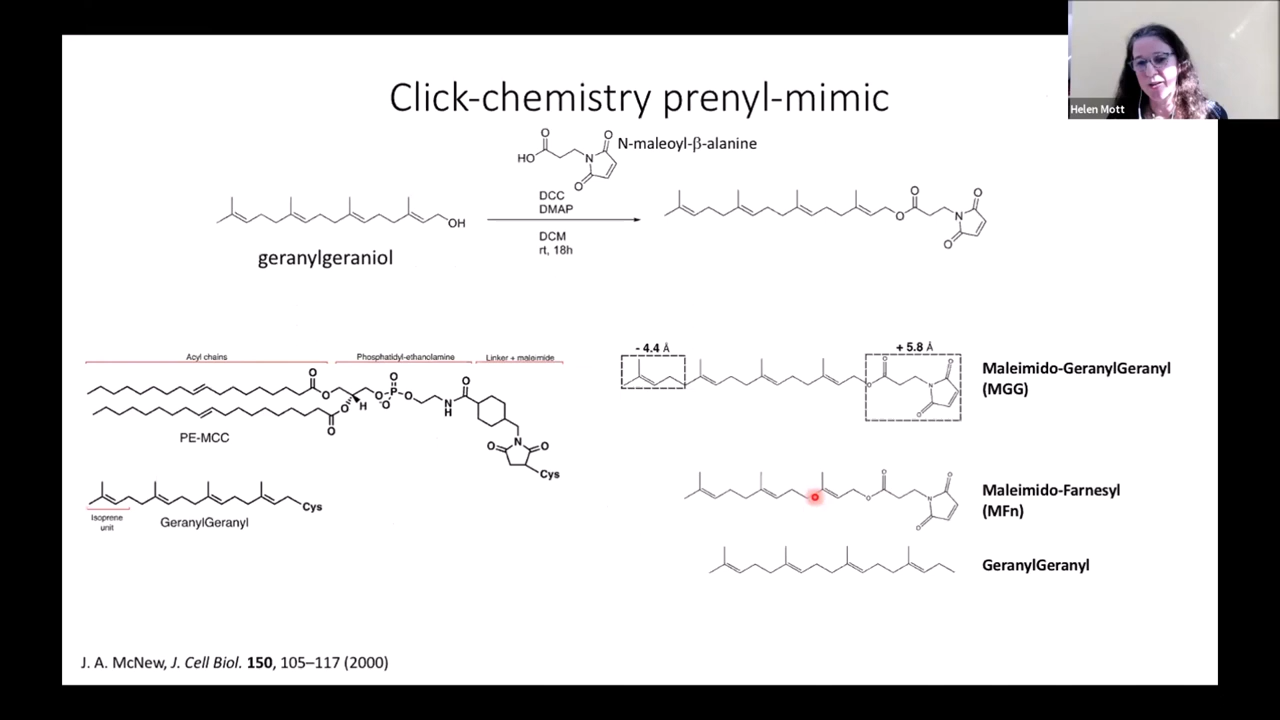 Click-chemistry prenyl-mimic
Helen Mott
HO
O
N
O
O
N-maleoyl-β-alanine
DCC
DMAP
DCM
rt, 18h
OH
geranylgeraniol
O
O
N
O
O
Acyl chains
Phosphatidyl-ethanolamine
Linker + maleimide
O
O
O
O
H
O
O
P
-O
O
N
H
O
N
O
O
Cys
PE-MCC
Cys
Isoprene
unit
GeranylGeranyl
- 4.4 Å
+ 5.8 Å
O
O
N
O
O
Maleimido-GeranylGeranyl
(MGG)
O
O
N
O
O
Maleimido-Farnesyl
(MFn)
GeranylGeranyl
J. A. McNew, J. Cell Biol. 150, 105–117 (2000)